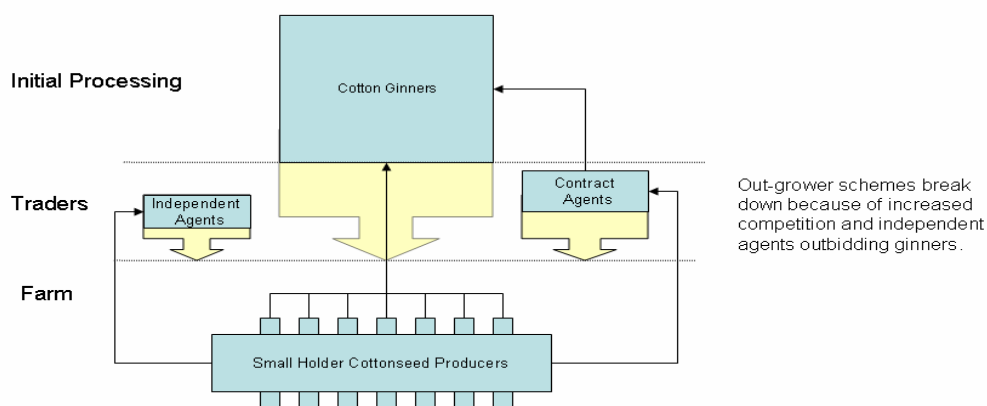 Initial Processing
Cotton Ginners
Traders
Independent
Agents
Contract
Agents
Out-grower schemes break
down because of increased
competition and independent
agents outbidding ginners.
Farm
Small Holder Cottonseed Producers